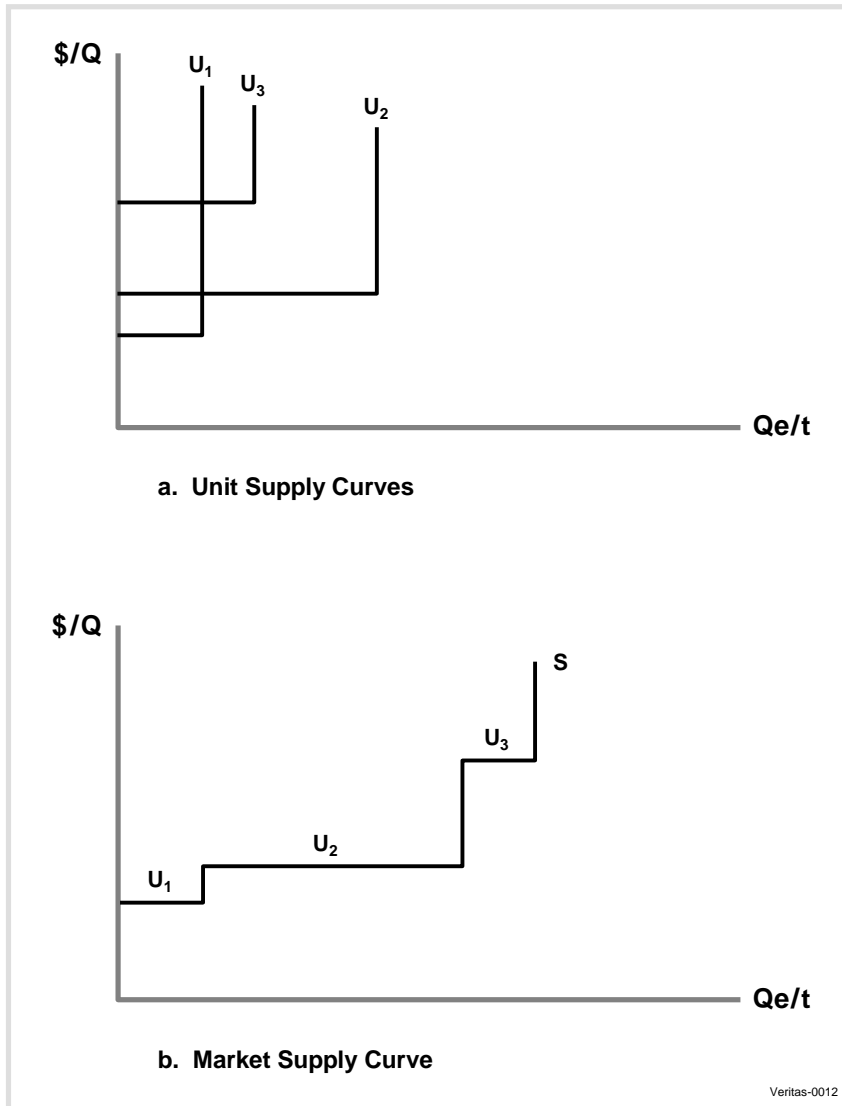 $/Q
U1
U3
U2
Qe/t
a. Unit Supply Curves
$/Q
S
U3
U2
U1
Qe/t
b. Market Supply Curve
Veritas-0012